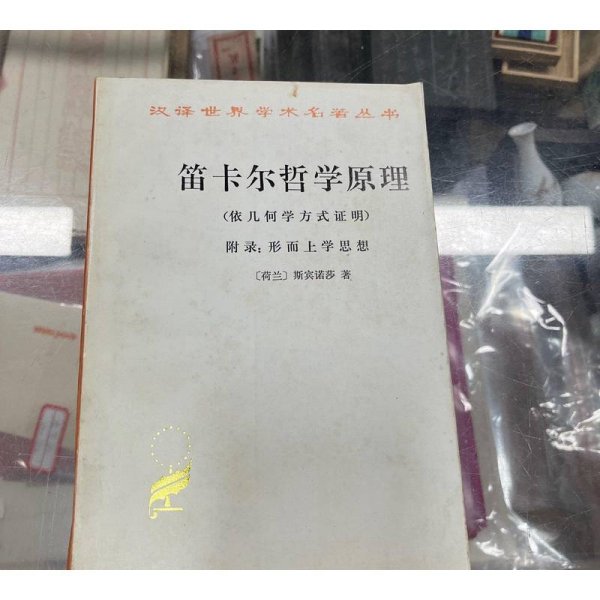 汉译世界学术名著丛书
笛卡尔哲学原理
(依几何学方式证明)
附录：形而上学思想
〔荷兰〕斯宾诺莎 著